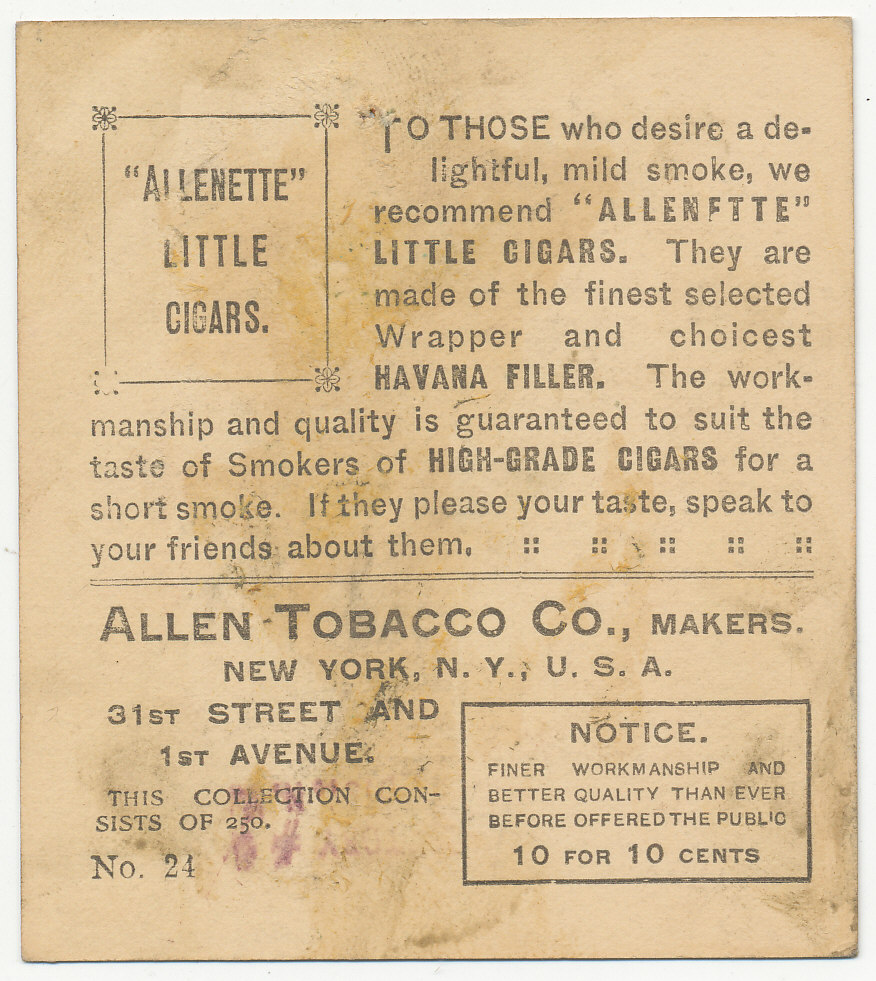 "ALLENETTE"
LITTLE
CIGARS.
TO THOSE who desire a de-
lightful, mild smoke, we
recommend "ALLENETTE"
LITTLE CIGARS. They are
made of the finest selected
Wrapper and choicest
HAVANA FILLER. The work-
manship and quality is guaranteed to suit the
taste of Smokers of HIGH-GRADE CIGARS for a
short smoke. If they please your taste, speak to
your friends about them. :: :: :: :: ::
ALLEN TOBACCO CO., MAKERS.
NEW YORK, N. Y., U. S. A.
31ST STREET AND
1ST AVENUE.
THIS COLLECTION CON-
SISTS OF 250.
No. 24
NOTICE.
FINER WORKMANSHIP AND
BETTER QUALITY THAN EVER
BEFORE OFFERED THE PUBLIC
10 FOR 10 CENTS